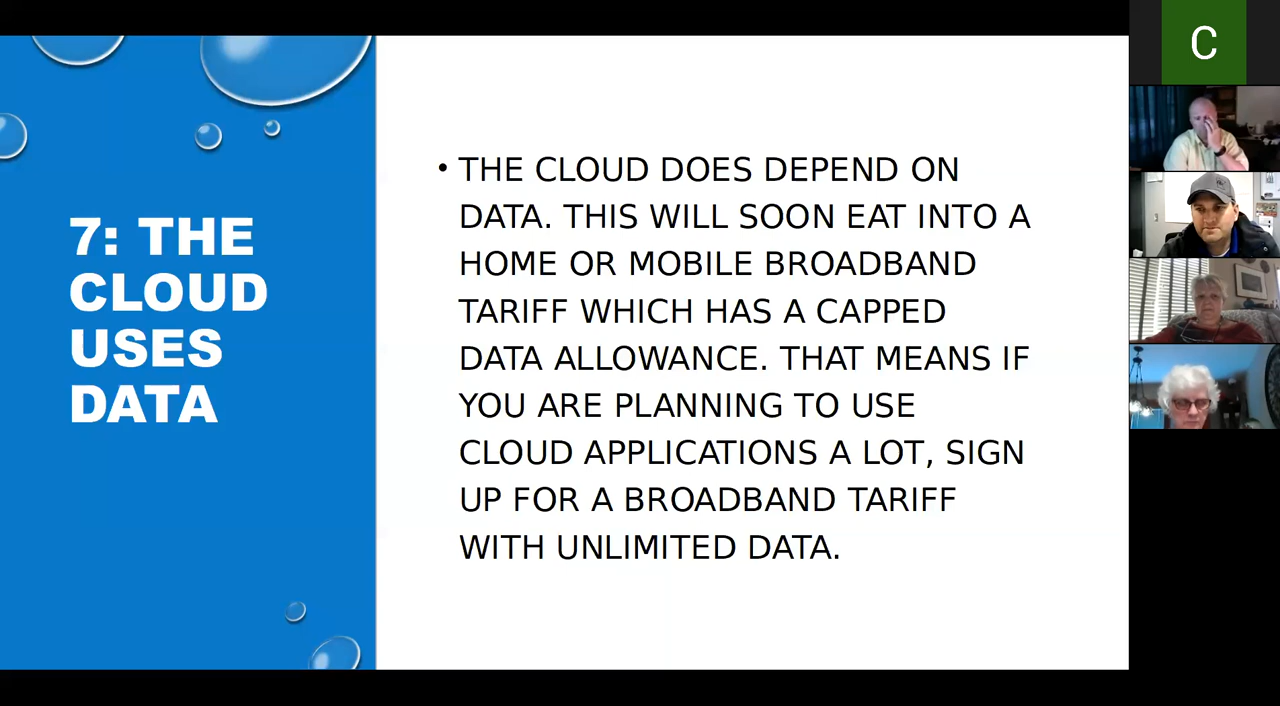 7: THE
CLOUD
USES
DATA
• THE CLOUD DOES DEPEND ON
DATA. THIS WILL SOON EAT INTO A
HOME OR MOBILE BROADBAND
TARIFF WHICH HAS A CAPPED
DATA ALLOWANCE. THAT MEANS IF
YOU ARE PLANNING TO USE
CLOUD APPLICATIONS A LOT, SIGN
UP FOR A BROADBAND TARIFF
WITH UNLIMITED DATA.
C